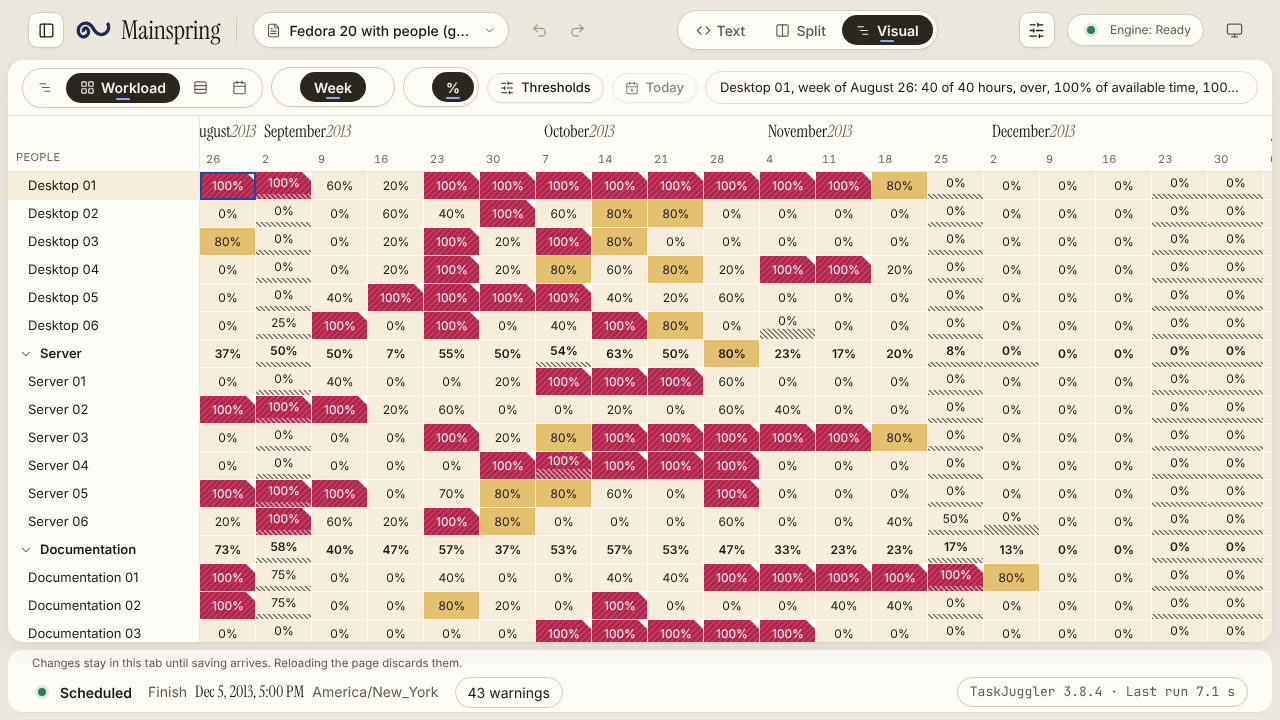 Mainspring Fedora 20 with people (g... Text Split Visual Engine: Ready
Workload Week % Thresholds Today Desktop 01, week of August 26: 40 of 40 hours, over, 100% of available time, 100...
ugust 2013 September 2013 October 2013 November 2013 December 2013
PEOPLE 26 2 9 16 23 30 7 14 21 28 4 11 18 25 2 9 16 23 30
Desktop 01 100% 100% 60% 20% 100% 100% 100% 100% 100% 100% 100% 100% 80% 0% 0% 0% 0% 0% 0%
Desktop 02 0% 0% 0% 60% 40% 100% 60% 80% 80% 0% 0% 0% 0% 0% 0% 0% 0% 0% 0%
Desktop 03 80% 0% 0% 20% 100% 20% 100% 80% 0% 0% 0% 0% 0% 0% 0% 0% 0% 0% 0%
Desktop 04 0% 0% 0% 20% 100% 20% 80% 60% 80% 20% 100% 100% 20% 0% 0% 0% 0% 0% 0%
Desktop 05 0% 0% 40% 100% 100% 100% 100% 40% 20% 60% 0% 0% 0% 0% 0% 0% 0% 0% 0%
Desktop 06 0% 25% 100% 0% 100% 0% 40% 100% 80% 0% 0% 0% 0% 0% 0% 0% 0% 0% 0%
Server 37% 50% 50% 7% 55% 50% 54% 63% 50% 80% 23% 17% 20% 8% 0% 0% 0% 0% 0%
Server 01 0% 0% 40% 0% 0% 20% 100% 100% 100% 60% 0% 0% 0% 0% 0% 0% 0% 0% 0%
Server 02 100% 100% 100% 20% 60% 0% 0% 20% 0% 60% 40% 0% 0% 0% 0% 0% 0% 0% 0%
Server 03 0% 0% 0% 0% 100% 20% 80% 100% 100% 100% 100% 100% 80% 0% 0% 0% 0% 0% 0%
Server 04 0% 0% 0% 0% 0% 100% 100% 100% 100% 100% 0% 0% 0% 0% 0% 0% 0% 0% 0%
Server 05 100% 100% 100% 0% 70% 80% 80% 60% 0% 100% 0% 0% 0% 0% 0% 0% 0% 0% 0%
Server 06 20% 100% 60% 20% 100% 80% 0% 0% 0% 60% 0% 0% 40% 50% 0% 0% 0% 0% 0%
Documentation 73% 58% 40% 47% 57% 37% 53% 57% 53% 47% 33% 23% 23% 17% 13% 0% 0% 0% 0%
Documentation 01 100% 75% 0% 0% 40% 0% 0% 40% 40% 100% 100% 100% 100% 100% 80% 0% 0% 0% 0%
Documentation 02 100% 75% 0% 0% 80% 20% 0% 100% 0% 0% 0% 40% 40% 0% 0% 0% 0% 0% 0%
Documentation 03 0% 0% 0% 0% 0% 0% 100% 100% 100% 100% 100% 0% 0% 0% 0% 0% 0% 0% 0%
Changes stay in this tab until saving arrives. Reloading the page discards them.
Scheduled Finish Dec 5, 2013, 5:00 PM America/New_York 43 warnings TaskJuggler 3.8.4 · Last run 7.1 s